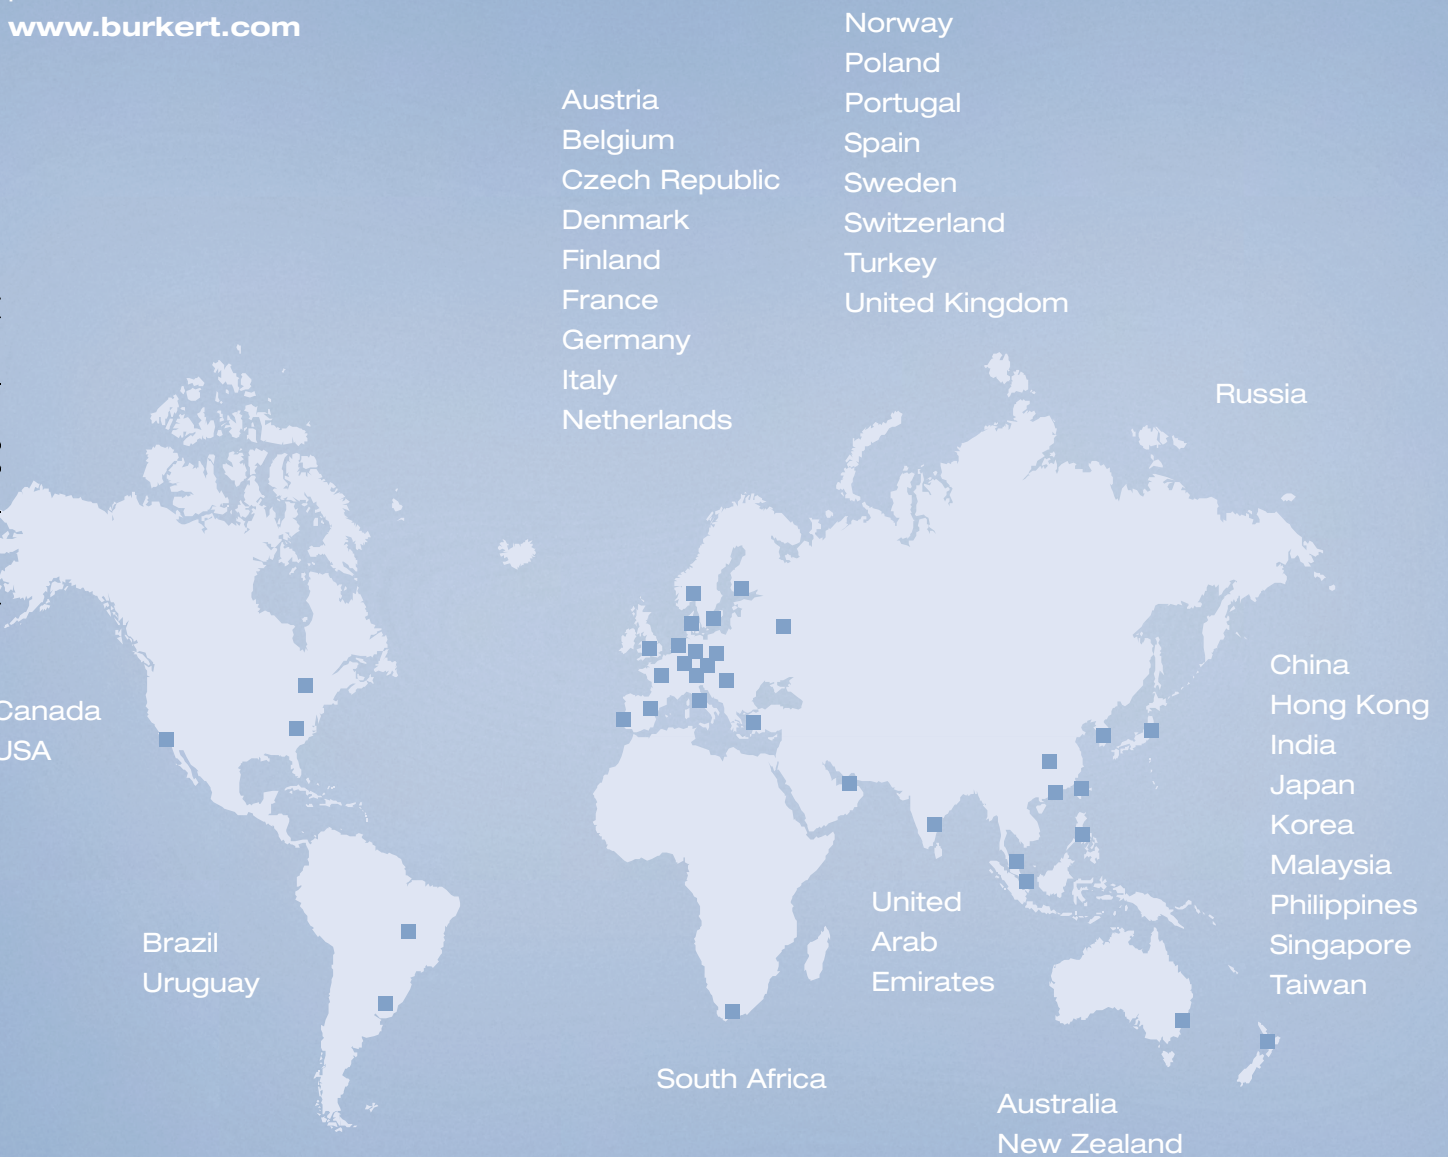 www.burkert.com
Austria
Belgium
Czech Republic
Denmark
Finland
France
Germany
Italy
Netherlands
Norway
Poland
Portugal
Spain
Sweden
Switzerland
Turkey
United Kingdom
Russia
Canada
USA
China
Hong Kong
India
Japan
Korea
Malaysia
Philippines
Singapore
Taiwan
Brazil
Uruguay
United
Arab
Emirates
South Africa
Australia
New Zealand